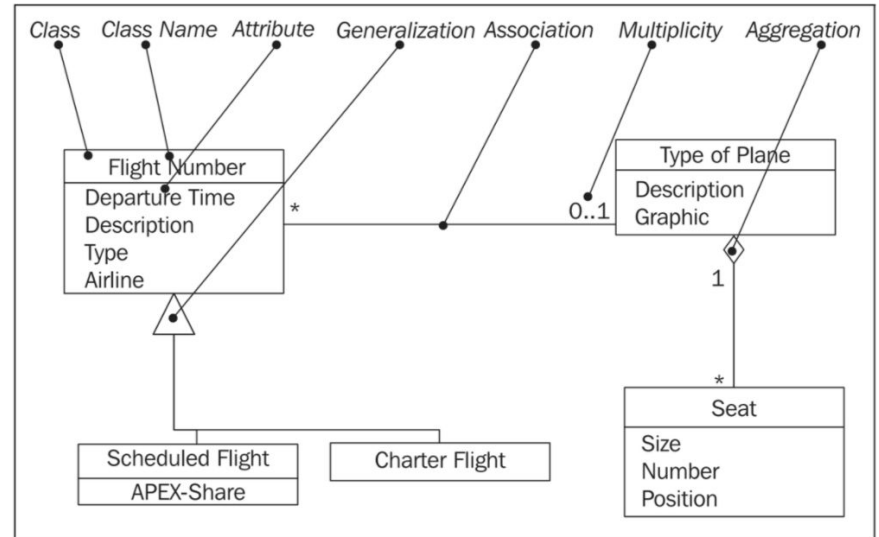 Class Class Name Attribute Generalization Association Multiplicity Aggregation
Flight Number
Departure Time
Description
Type
Airline
*
0..1
Type of Plane
Description
Graphic
1
*
Seat
Size
Number
Position
Scheduled Flight
APEX-Share
Charter Flight